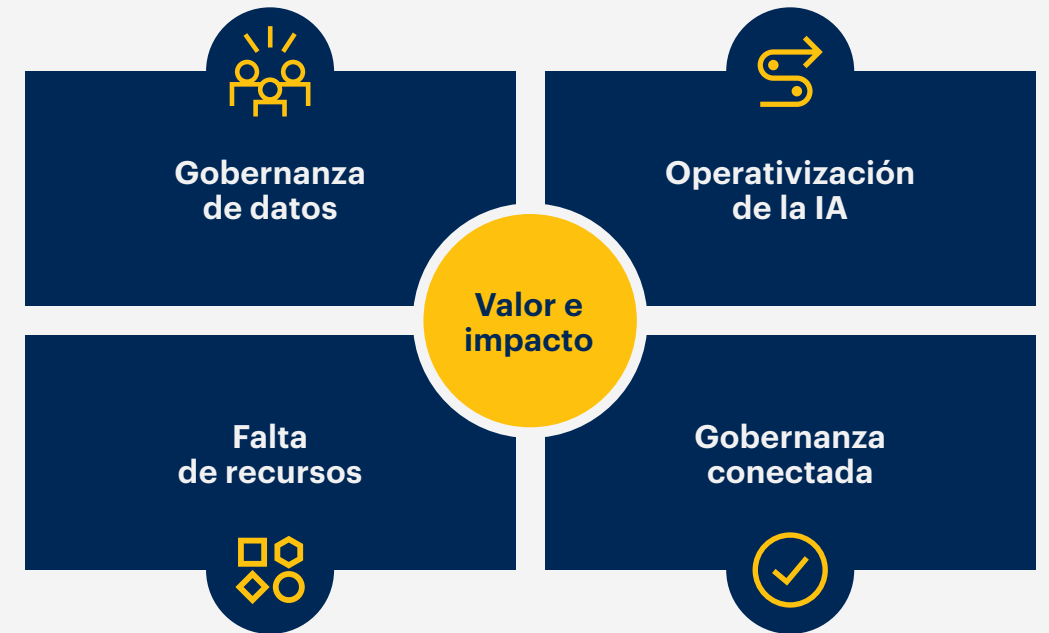 Gobernanza
de datos
Operativización
de la IA
Valor e
impacto
Falta
de recursos
Gobernanza
conectada